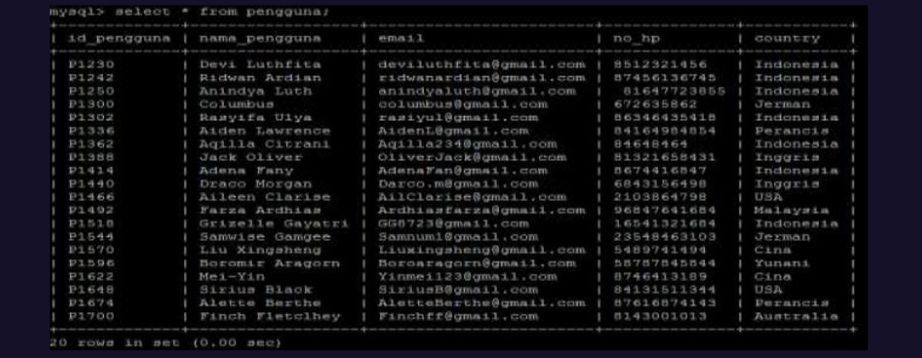 mysql> select * from pengguna;
| id_pengguna | nama_pengguna | email | no_hp | country |
| P1230 | Devi Luthfita | deviluthfita@gmail.com | 8512321456 | Indonesia |
| P1242 | Ridwan Ardian | ridwanardian@gmail.com | 87456136745 | Indonesia |
| P1250 | Anindya Luth | anindyaluth@gmail.com | 81647723855 | Indonesia |
| P1300 | Columbus | columbus@gmail.com | 672635862 | Jerman |
| P1302 | Rasyifa Ulya | rasiyul@gmail.com | 86346435418 | Indonesia |
| P1336 | Aiden Lawrence | AidenL@gmail.com | 84164984854 | Perancis |
| P1362 | Aqilla Citrani | Aqilla234@gmail.com | 84648464 | Indonesia |
| P1388 | Jack Oliver | OliverJack@gmail.com | 81321658431 | Inggris |
| P1414 | Adena Fany | AdenaFan@gmail.com | 8674416847 | Indonesia |
| P1440 | Draco Morgan | Darco.m@gmail.com | 6843156498 | Inggris |
| P1466 | Aileen Clarise | AilClarise@gmail.com | 2103864798 | USA |
| P1492 | Farza Ardhias | Ardhiasfarza@gmail.com | 96847641684 | Malaysia |
| P1518 | Grizelle Gayatri | GG8723@gmail.com | 16541321684 | Indonesia |
| P1544 | Samwise Gamgee | Samnum1@gmail.com | 23548463103 | Jerman |
| P1570 | Liu Xingsheng | Liuxingsheng@gmail.com | 5489741494 | Cina |
| P1596 | Boromir Aragorn | Boroaragorn@gmail.com | 58787845844 | Yunani |
| P1622 | Mei-Yin | Yinmei123@gmail.com | 8746413189 | Cina |
| P1648 | Sirius Black | SiriusB@gmail.com | 84131511344 | USA |
| P1674 | Alette Berthe | AletteBerthe@gmail.com | 87616874143 | Perancis |
| P1700 | Finch Fletclhey | Finchff@gmail.com | 8143001013 | Australia |
20 rows in set (0.00 sec)